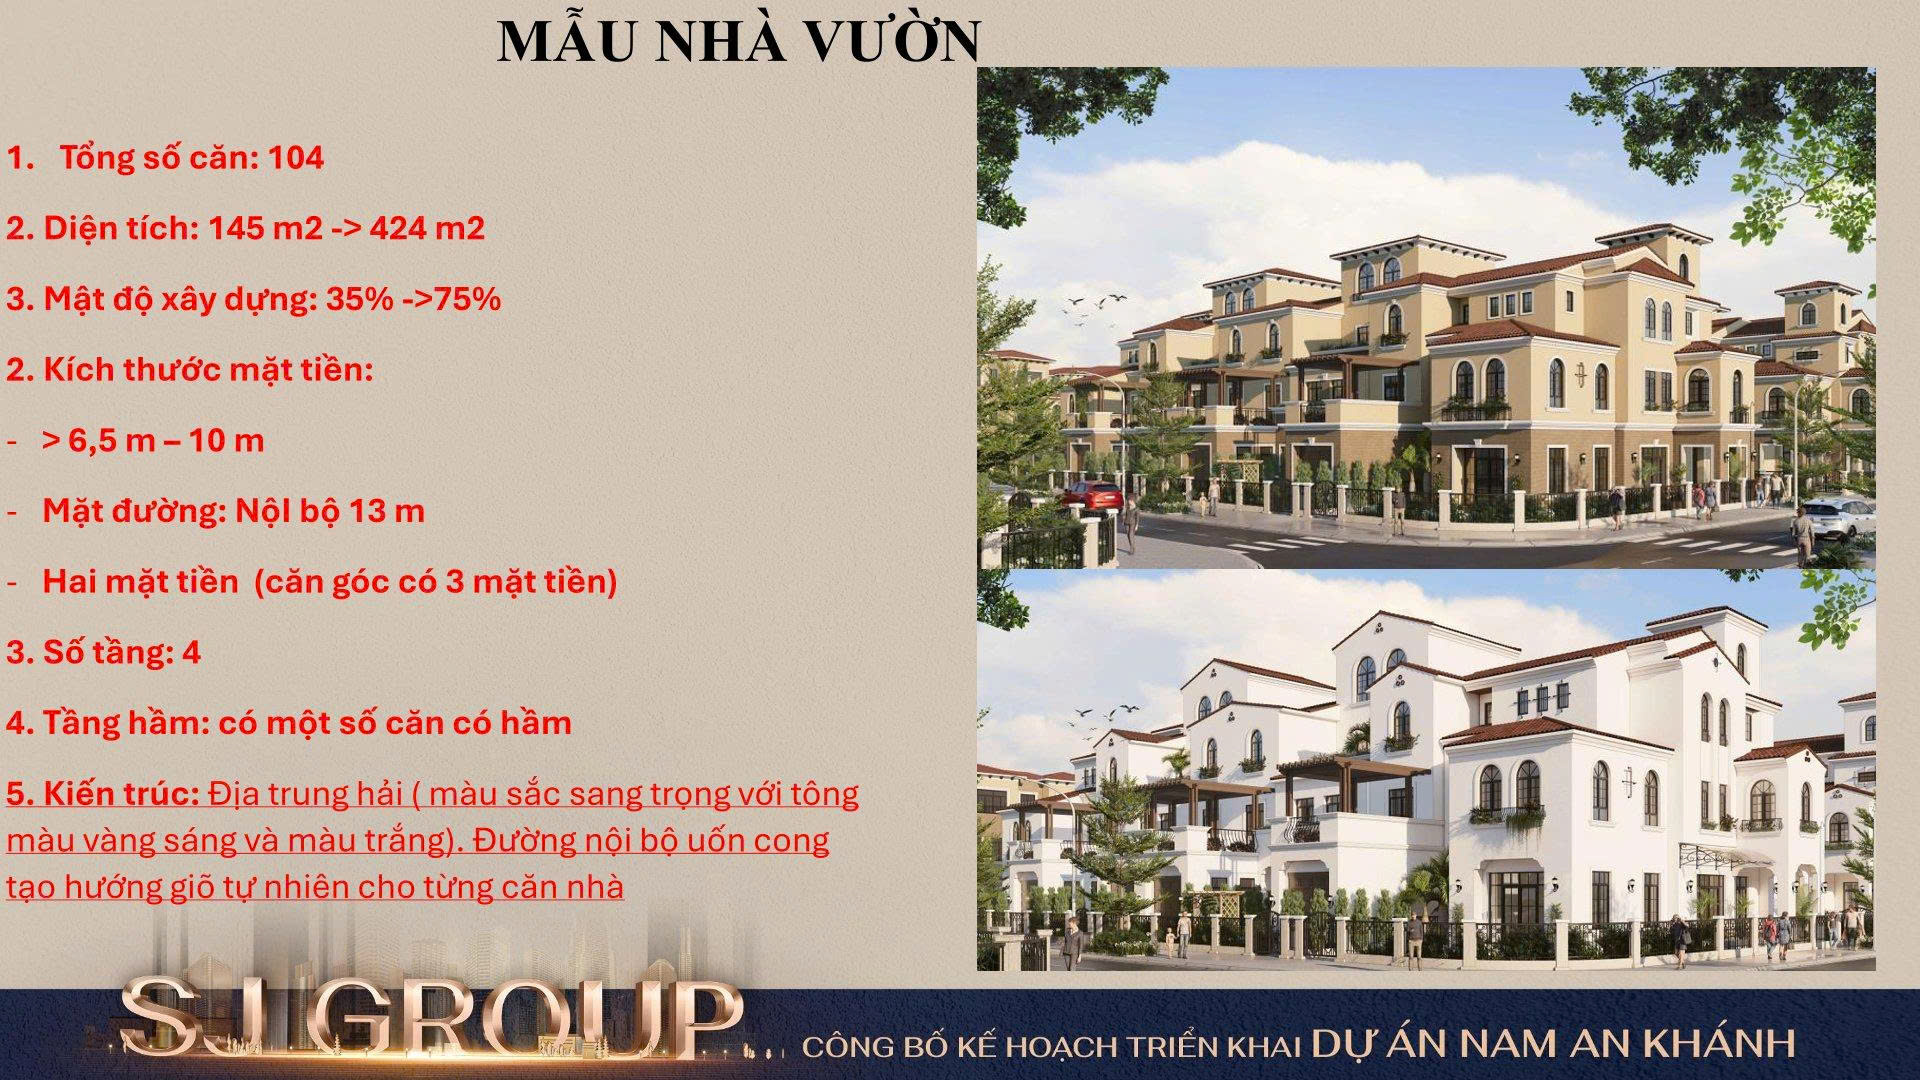 MẪU NHÀ VƯỜN
1. Tổng số căn: 104
2. Diện tích: 145 m2 -> 424 m2
3. Mật độ xây dựng: 35% ->75%
2. Kích thước mặt tiền:
- > 6,5 m – 10 m
- Mặt đường: NộI bộ 13 m
- Hai mặt tiền (căn góc có 3 mặt tiền)
3. Số tầng: 4
4. Tầng hầm: có một số căn có hầm
5. Kiến trúc: Địa trung hải ( màu sắc sang trọng với tông
màu vàng sáng và màu trắng). Đường nội bộ uốn cong
tạo hướng giõ tự nhiên cho từng căn nhà
SJ GROUP
CÔNG BỐ KẾ HOẠCH TRIỂN KHAI DỰ ÁN NAM AN KHÁNH